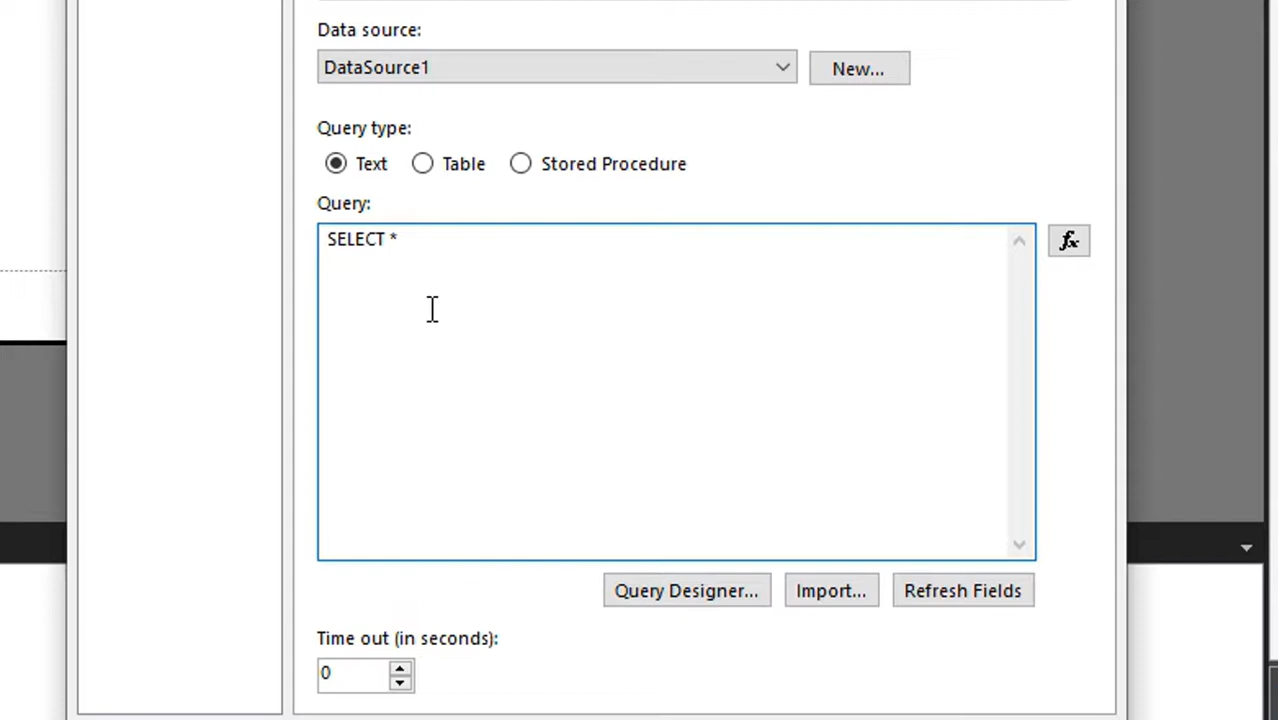 Data source:
DataSource1
New...
Query type:
Text Table Stored Procedure
Query:
SELECT *
fx
Query Designer... Import... Refresh Fields
Time out (in seconds):
0